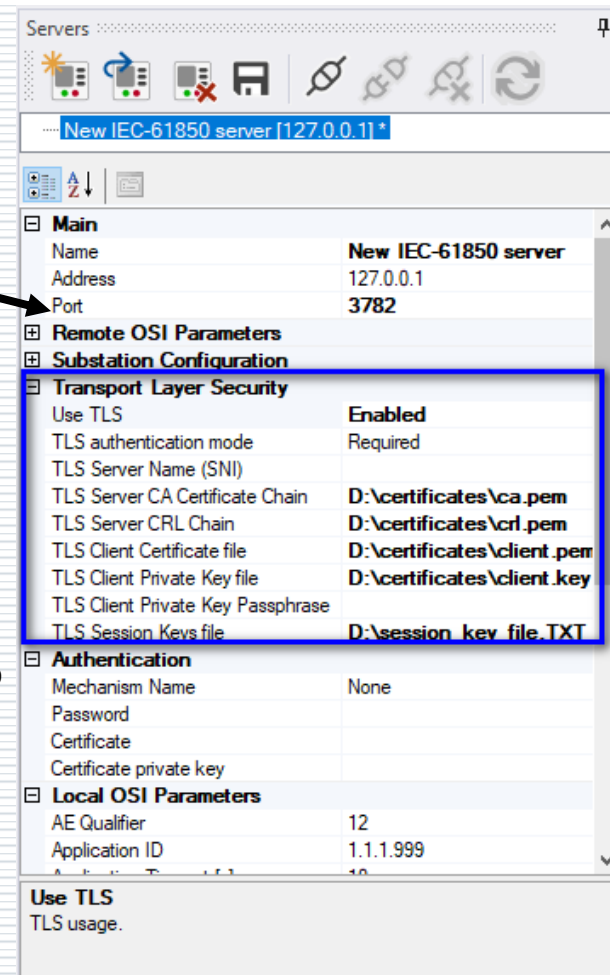 Servers
New IEC-61850 server [127.0.0.1] *
Main
Name New IEC-61850 server
Address 127.0.0.1
Port 3782
Remote OSI Parameters
Substation Configuration
Transport Layer Security
Use TLS Enabled
TLS authentication mode Required
TLS Server Name (SNI)
TLS Server CA Certificate Chain D:\certificates\ca.pem
TLS Server CRL Chain D:\certificates\crl.pem
TLS Client Certificate file D:\certificates\client.pem
TLS Client Private Key file D:\certificates\client.key
TLS Client Private Key Passphrase
TLS Session Keys file D:\session_key_file.TXT
Authentication
Mechanism Name None
Password
Certificate
Certificate private key
Local OSI Parameters
AE Qualifier 12
Application ID 1.1.1.999
Use TLS
TLS usage.